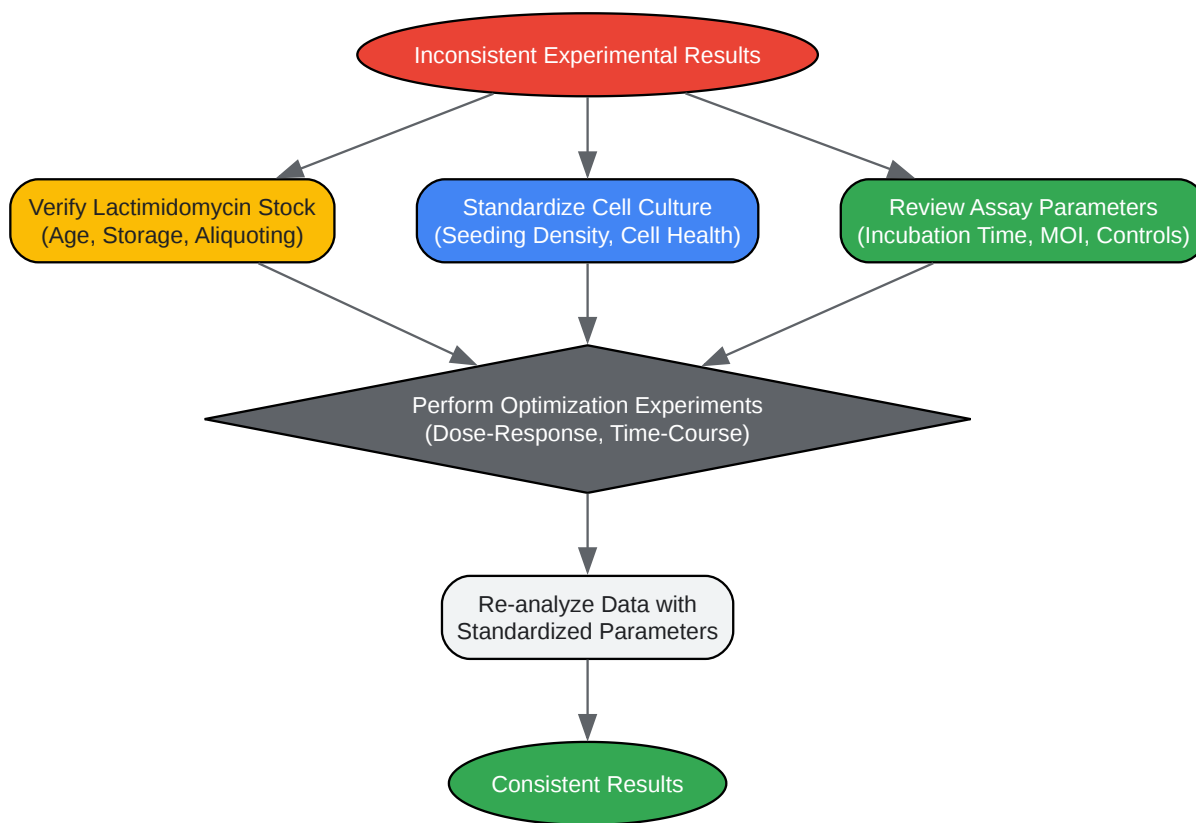 Inconsistent Experimental Results
Verify Lactimidomycin Stock
(Age, Storage, Aliquoting)
Standardize Cell Culture
(Seeding Density, Cell Health)
Review Assay Parameters
(Incubation Time, MOI, Controls)
Perform Optimization Experiments
(Dose-Response, Time-Course)
Re-analyze Data with
Standardized Parameters
Consistent Results